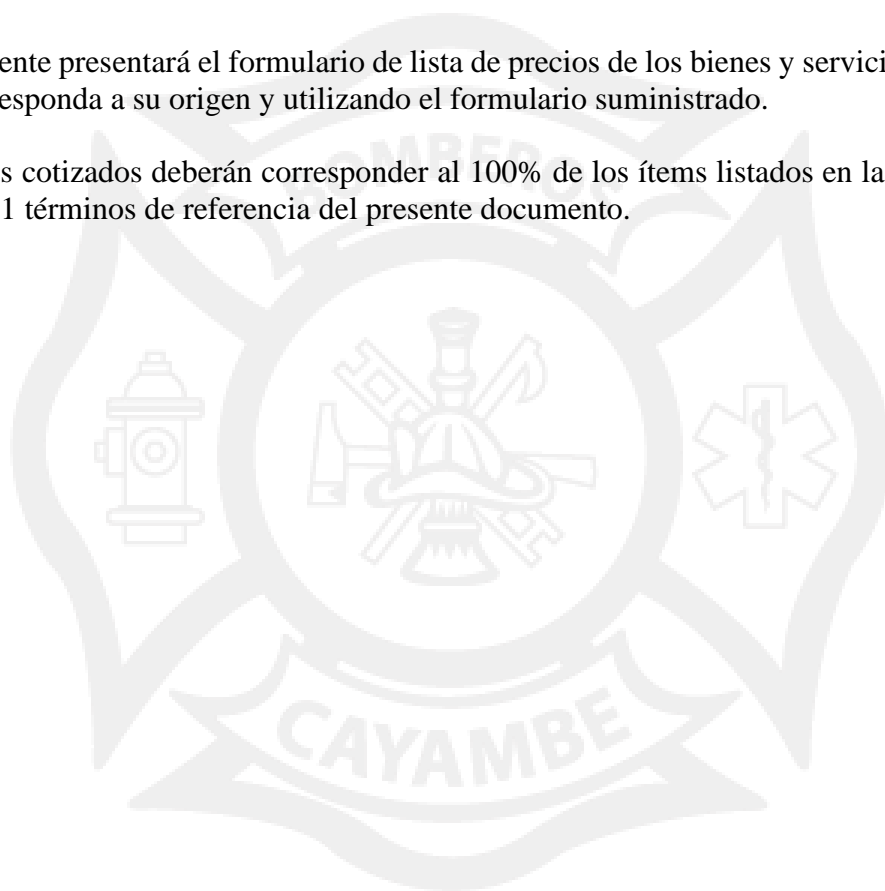 ente presentará el formulario de lista de precios de los bienes y servici
esponda a su origen y utilizando el formulario suministrado.
s cotizados deberán corresponder al 100% de los ítems listados en la
1 términos de referencia del presente documento.
BOMBEROS
CAYAMBE